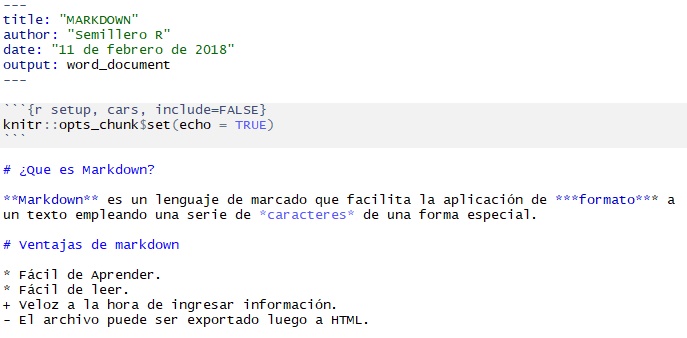 ---
title: "MARKDOWN"
author: "Semillero R"
date: "11 de febrero de 2018"
output: word_document
---
```{r setup, cars, include=FALSE}
knitr::opts_chunk$set(echo = TRUE)
```
# ¿Que es Markdown?
**Markdown** es un lenguaje de marcado que facilita la aplicación de ***formato*** a
un texto empleando una serie de *caracteres* de una forma especial.
# Ventajas de markdown
* Fácil de Aprender.
* Fácil de leer.
+ Veloz a la hora de ingresar información.
- El archivo puede ser exportado luego a HTML.